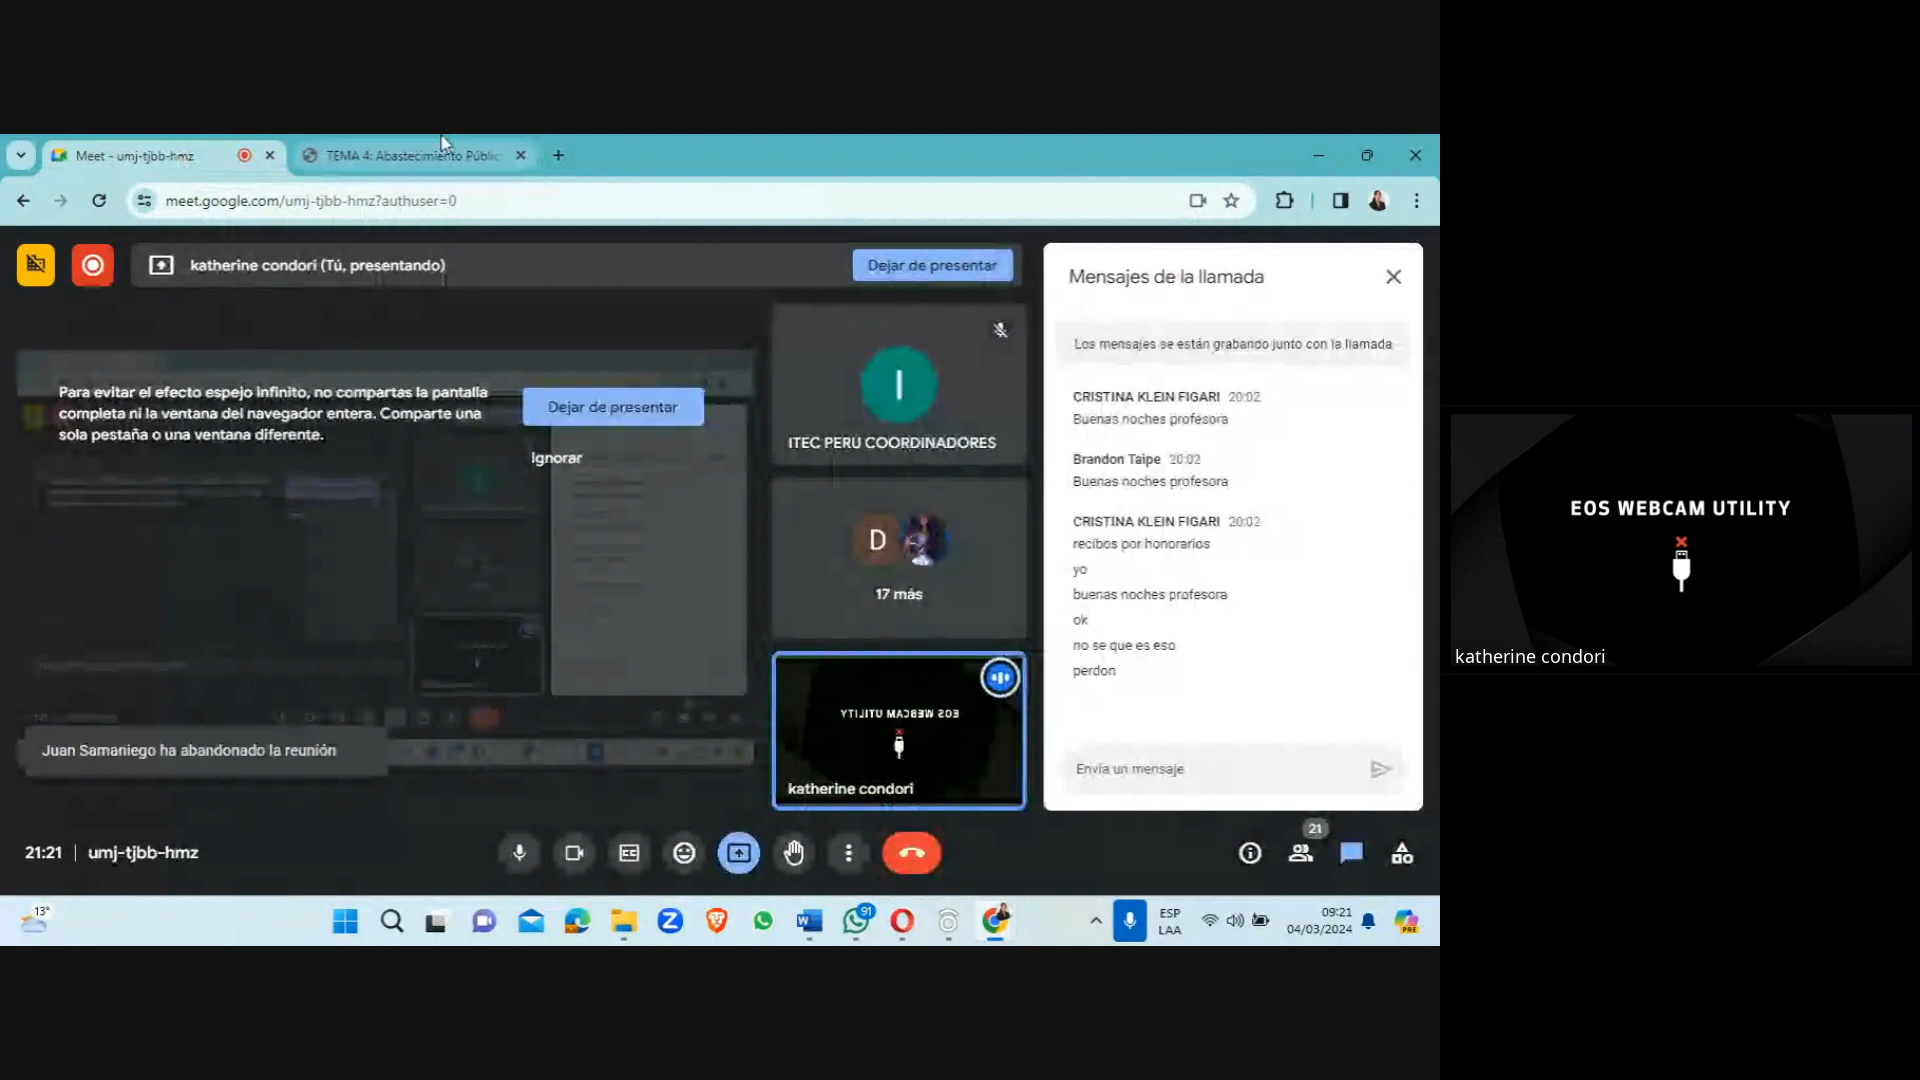 Meet - umj-tjbb-hmz
TEMA 4: Abastecimiento Públic
meet.google.com/umj-tjbb-hmz?authuser=0
katherine condori (Tú, presentando)
Dejar de presentar
Para evitar el efecto espejo infinito, no compartas la pantalla
completa ni la ventana del navegador entera. Comparte una
sola pestaña o una ventana diferente.
Dejar de presentar
Ignorar
I
ITEC PERU COORDINADORES
D
17 más
EOS WEBCAM UTILITY
katherine condori
Juan Samaniego ha abandonado la reunión
Mensajes de la llamada
Los mensajes se están grabando junto con la llamada
CRISTINA KLEIN FIGARI 20:02
Buenas noches profesora
Brandon Taipe 20:02
Buenas noches profesora
CRISTINA KLEIN FIGARI 20:03
recibos por honorarios
yo
buenas noches profesora
ok
no se que es eso
perdon
Envía un mensaje
21:21 | umj-tjbb-hmz
21
13°
91
ESP
LAA
09:21
04/03/2024
PRE
EOS WEBCAM UTILITY
katherine condori